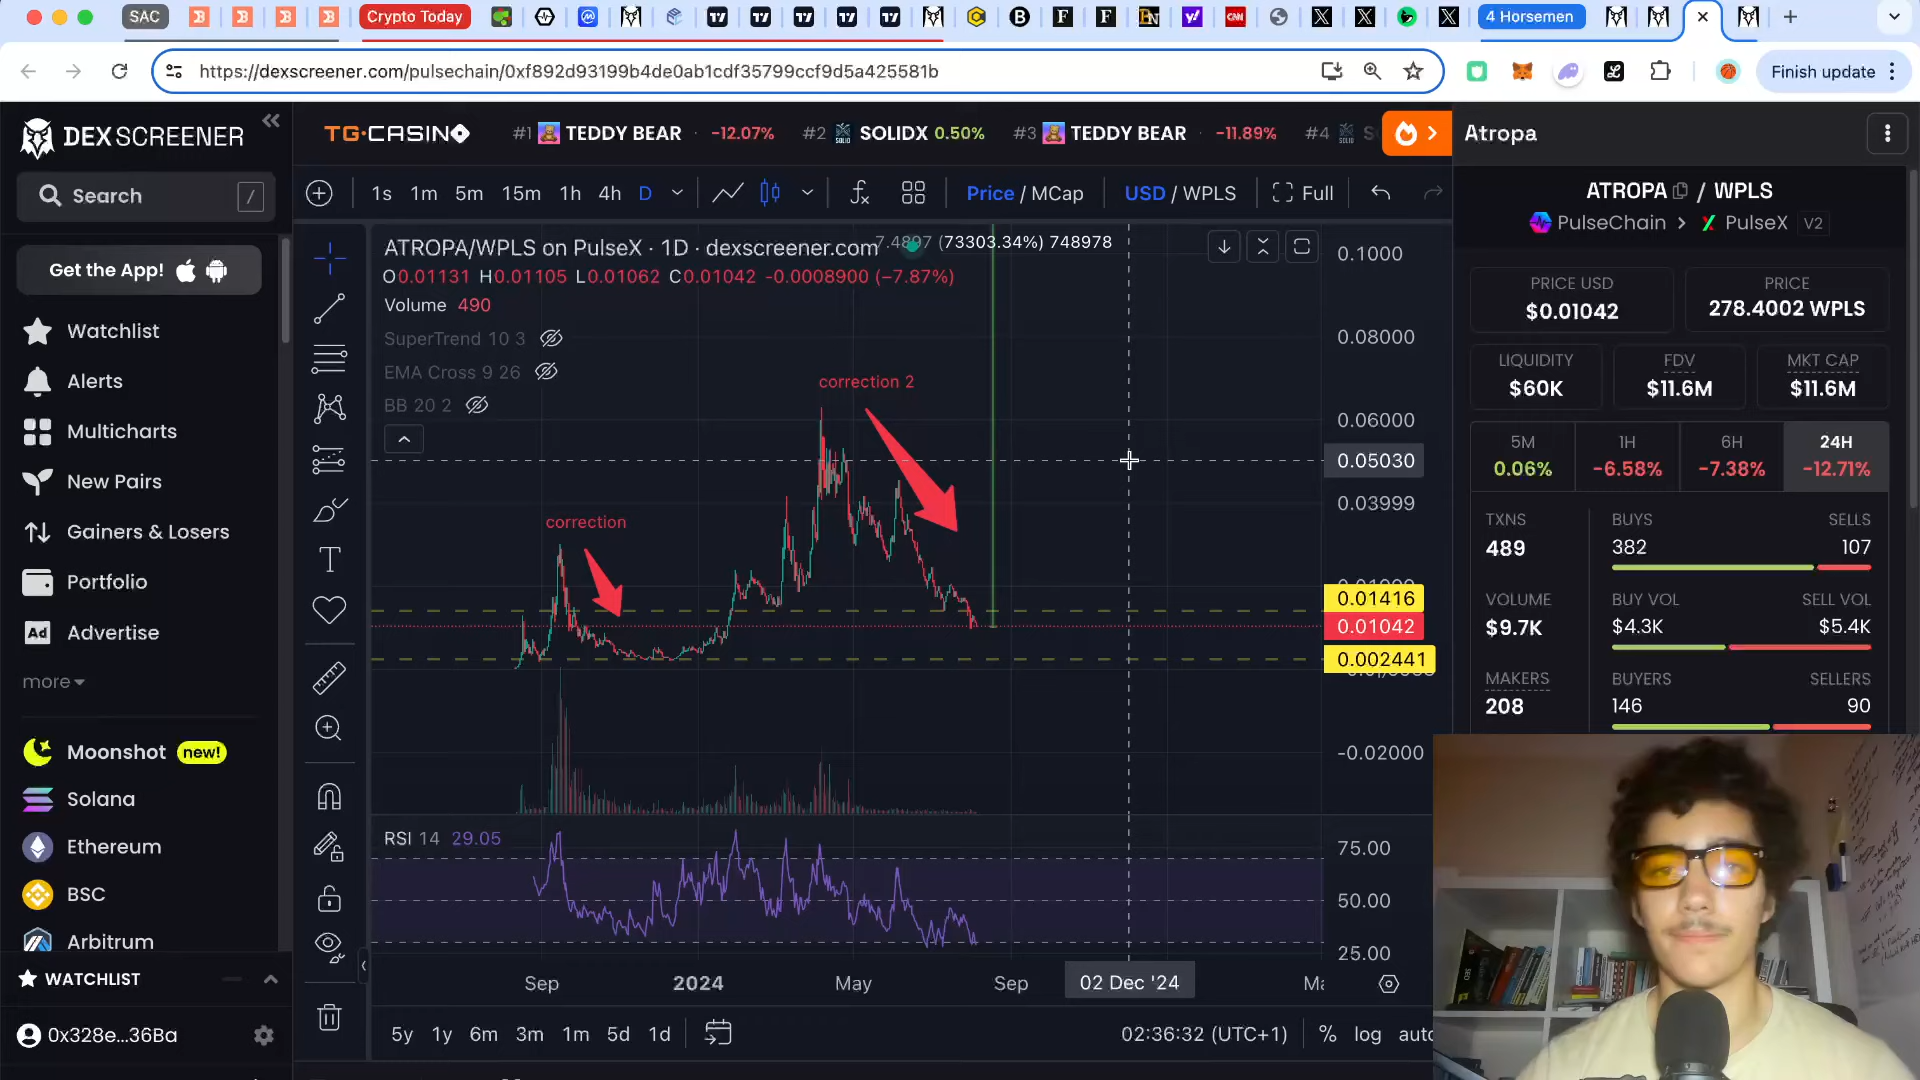 SAC
Crypto Today
4 Horsemen
https://dexscreener.com/pulsechain/0xf892d93199b4de0ab1cdf35799ccf9d5a425581b
Finish update
DEX SCREENER
Search /
Get the App!
Watchlist
Alerts
Multicharts
New Pairs
Gainers & Losers
Portfolio
Ad Advertise
more
Moonshot new!
Solana
Ethereum
BSC
Arbitrum
WATCHLIST
0x328e...36Ba
TG.CASINO
#1 TEDDY BEAR -12.07% #2 SOLIDX 0.50% #3 TEDDY BEAR -11.89% #4
1s 1m 5m 15m 1h 4h D Price / MCap USD / WPLS Full
ATROPA/WPLS on PulseX · 1D · dexscreener.com
7.4897 (73303.34%) 748978
O0.01131 H0.01105 L0.01062 C0.01042 -0.0008900 (−7.87%)
Volume 490
SuperTrend 10 3
EMA Cross 9 26
BB 20 2
correction
correction 2
0.1000
0.08000
0.06000
0.05030
0.03999
0.01416
0.01042
0.002441
-0.02000
RSI 14 29.05
75.00
50.00
25.00
Sep 2024 May Sep 02 Dec '24
5y 1y 6m 3m 1m 5d 1d 02:36:32 (UTC+1) % log
Atropa
ATROPA / WPLS
PulseChain > PulseX V2
PRICE USD
$0.01042
PRICE
278.4002 WPLS
LIQUIDITY
$60K
FDV
$11.6M
MKT CAP
$11.6M
5M
0.06%
1H
-6.58%
6H
-7.38%
24H
-12.71%
TXNS
489
BUYS
382
SELLS
107
VOLUME
$9.7K
BUY VOL
$4.3K
SELL VOL
$5.4K
MAKERS
208
BUYERS
146
SELLERS
90